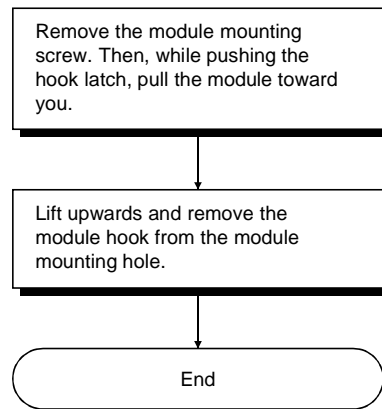 Remove the module mounting
screw. Then, while pushing the
hook latch, pull the module toward
you.
Lift upwards and remove the
module hook from the module
mounting hole.
End